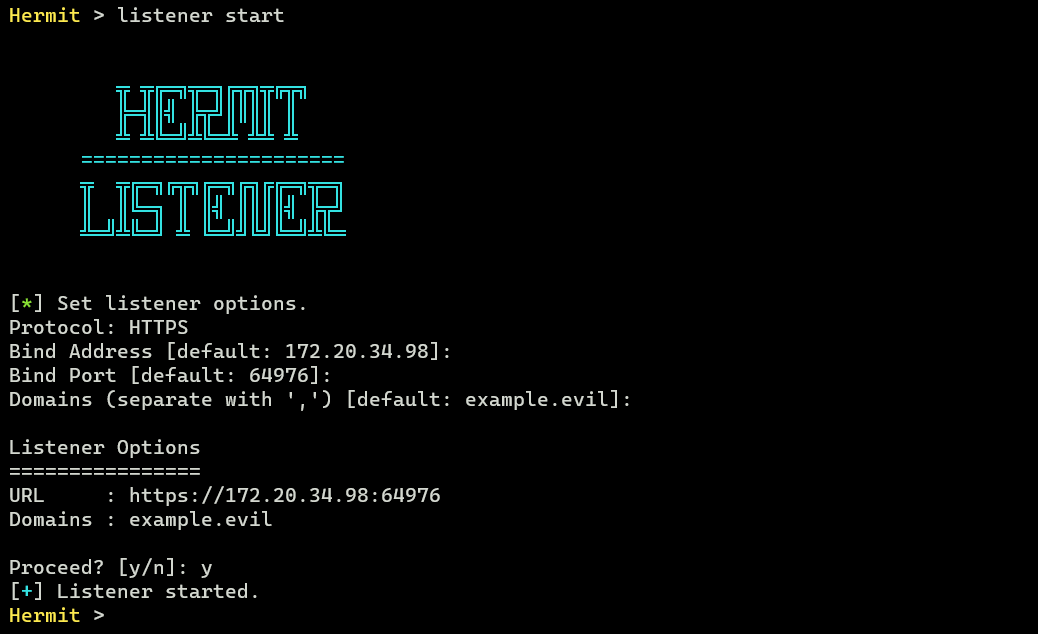 Hermit > listener start
HERMIT
======================
LISTENER
[*] Set listener options.
Protocol: HTTPS
Bind Address [default: 172.20.34.98]:
Bind Port [default: 64976]:
Domains (separate with ',') [default: example.evil]:
Listener Options
================
URL     : https://172.20.34.98:64976
Domains : example.evil
Proceed? [y/n]: y
[+] Listener started.
Hermit >